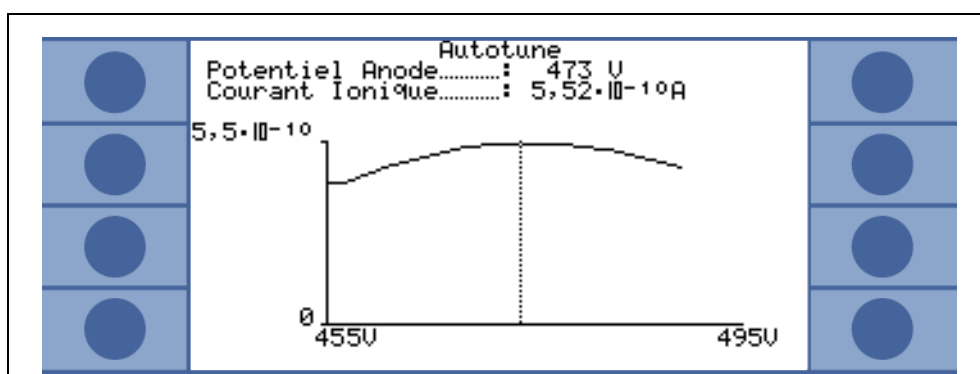 Autotune
Potentiel Anode..........: 473 V
Courant Ionique..........: 5,52·10-10A
5,5·10-10
0
455V 495V